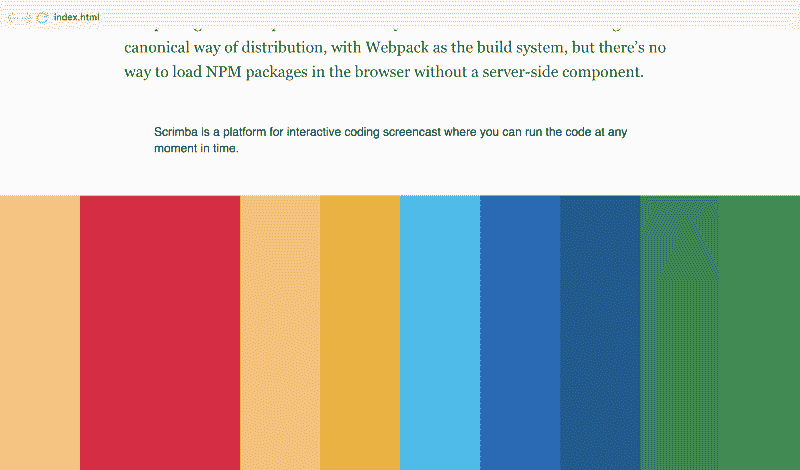 index.html
canonical way of distribution, with Webpack as the build system, but there's no
way to load NPM packages in the browser without a server-side component.
Scrimba is a platform for interactive coding screencast where you can run the code at any
moment in time.